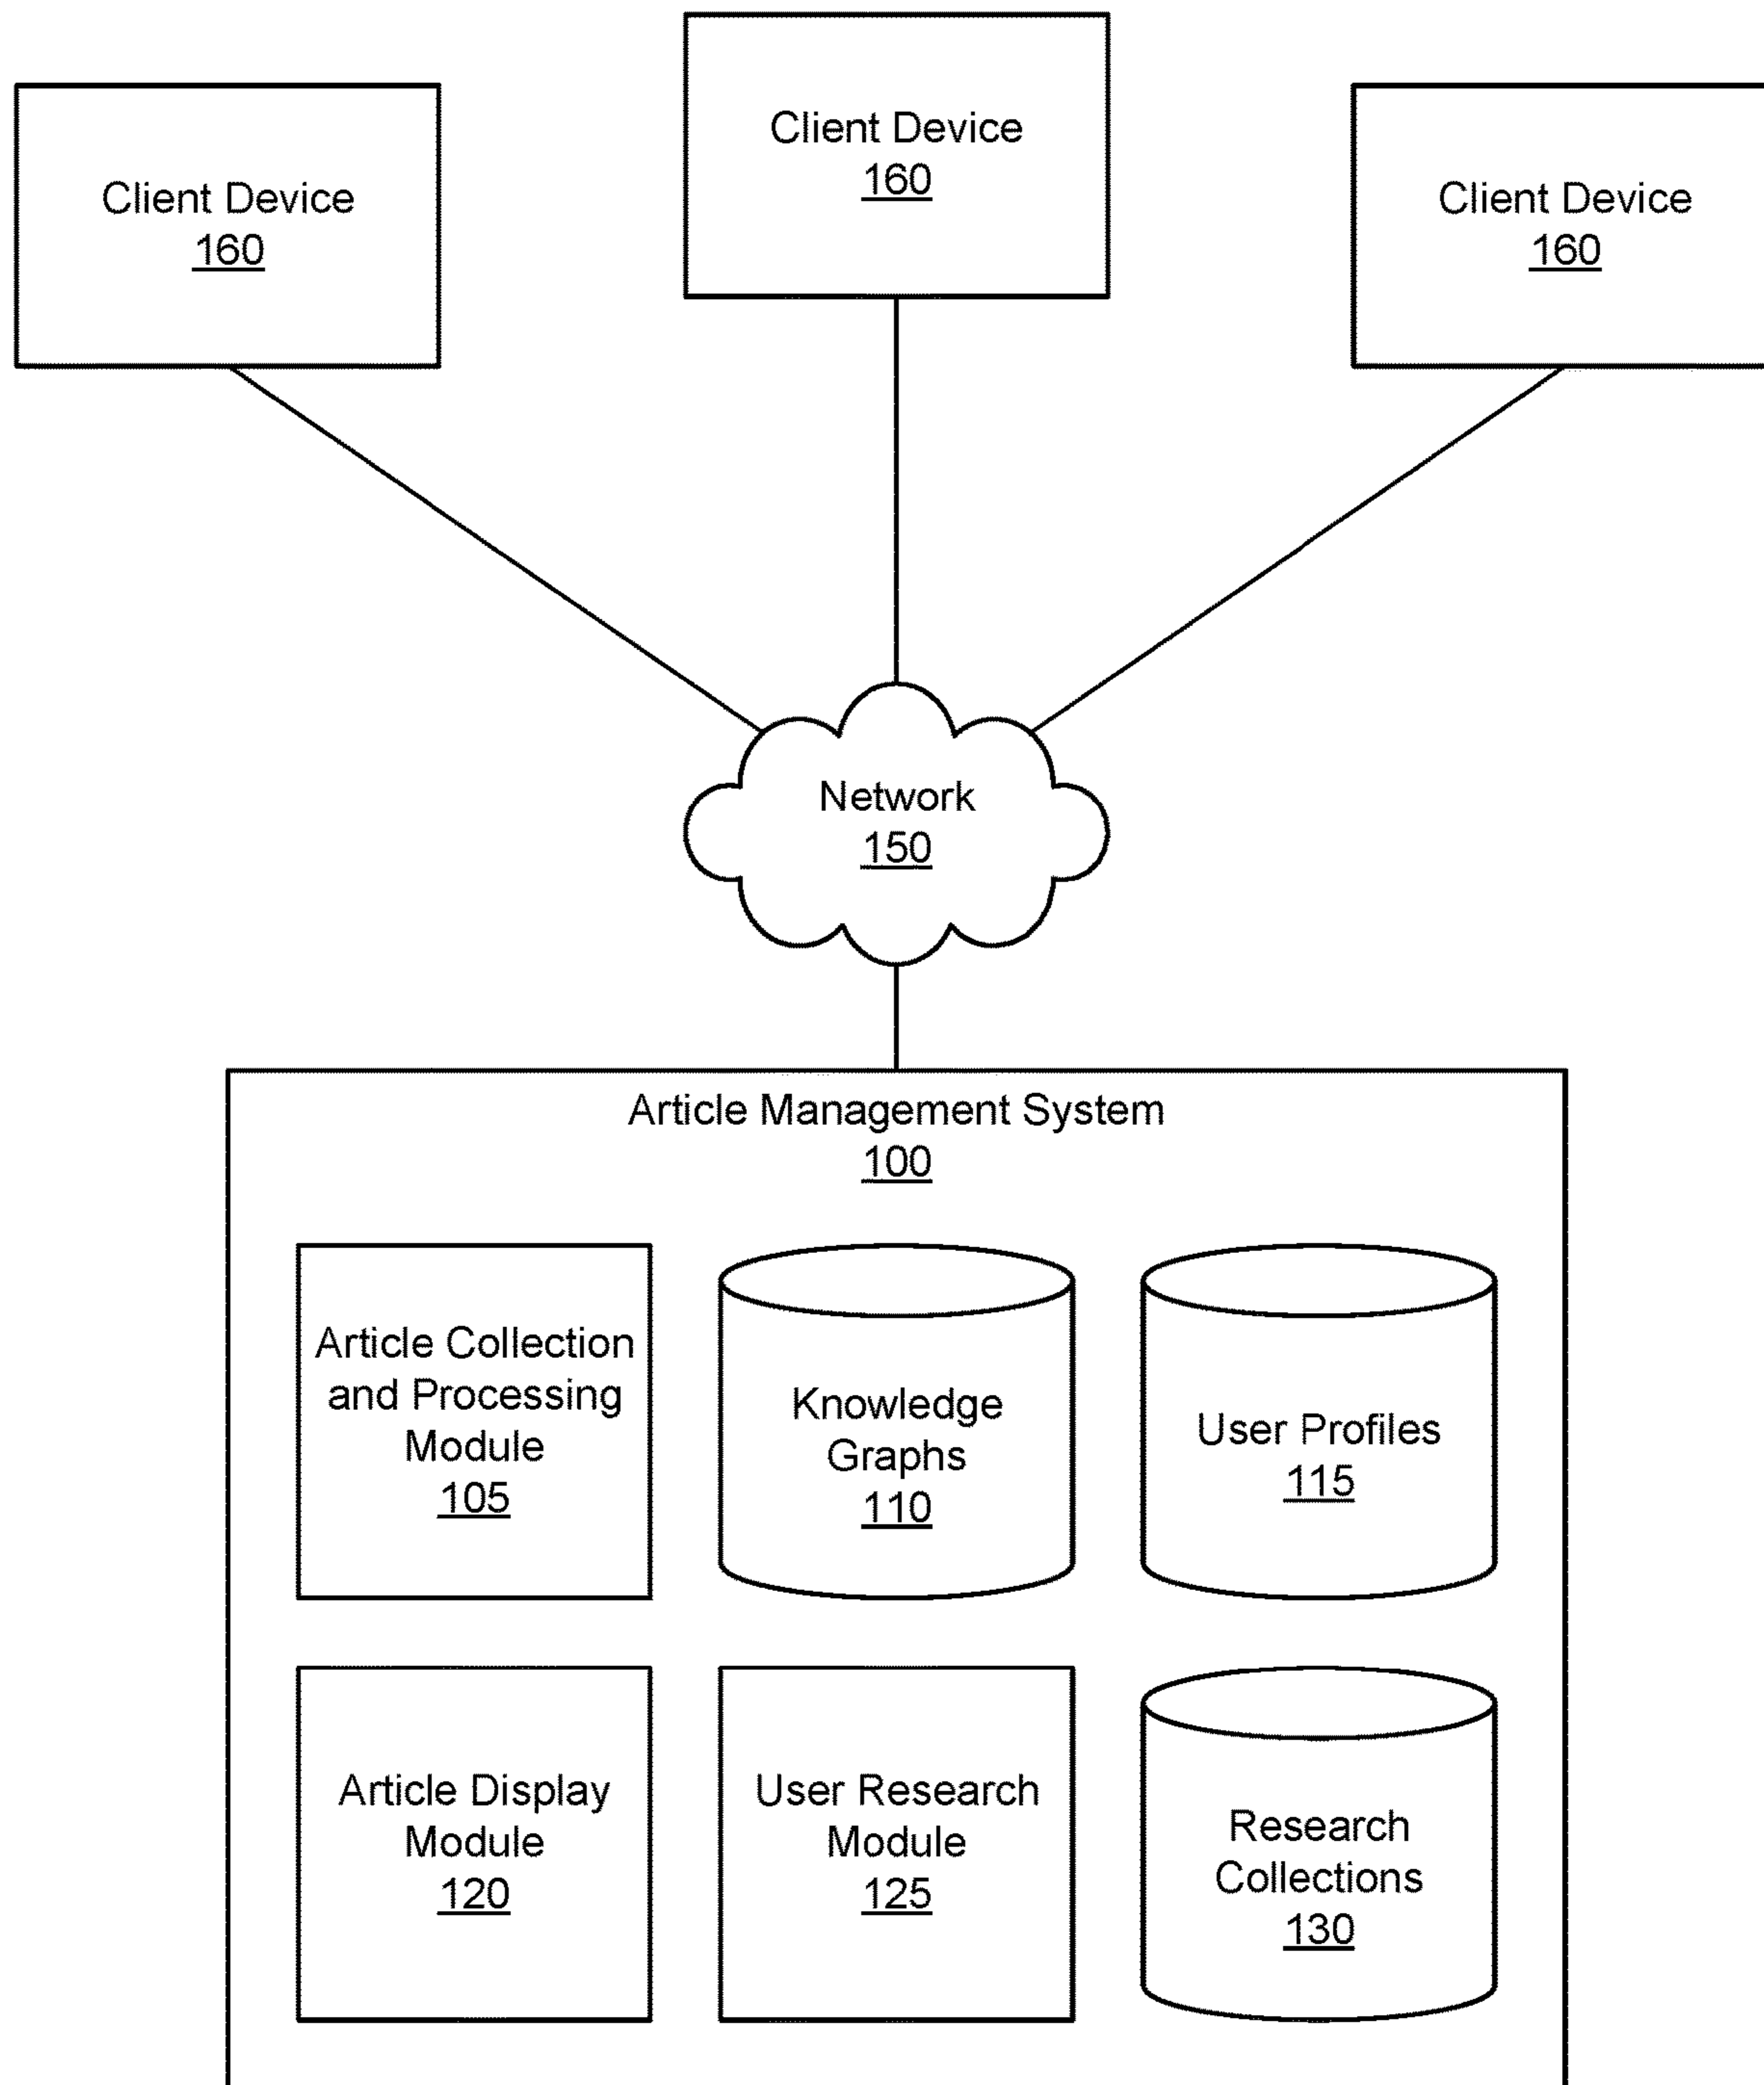 Client Device
160
Client Device
160
Client Device
160
Network
150
Article Management System
100
Article Collection
and Processing
Module
105
Knowledge
Graphs
110
User Profiles
115
Article Display
Module
120
User Research
Module
125
Research
Collections
130